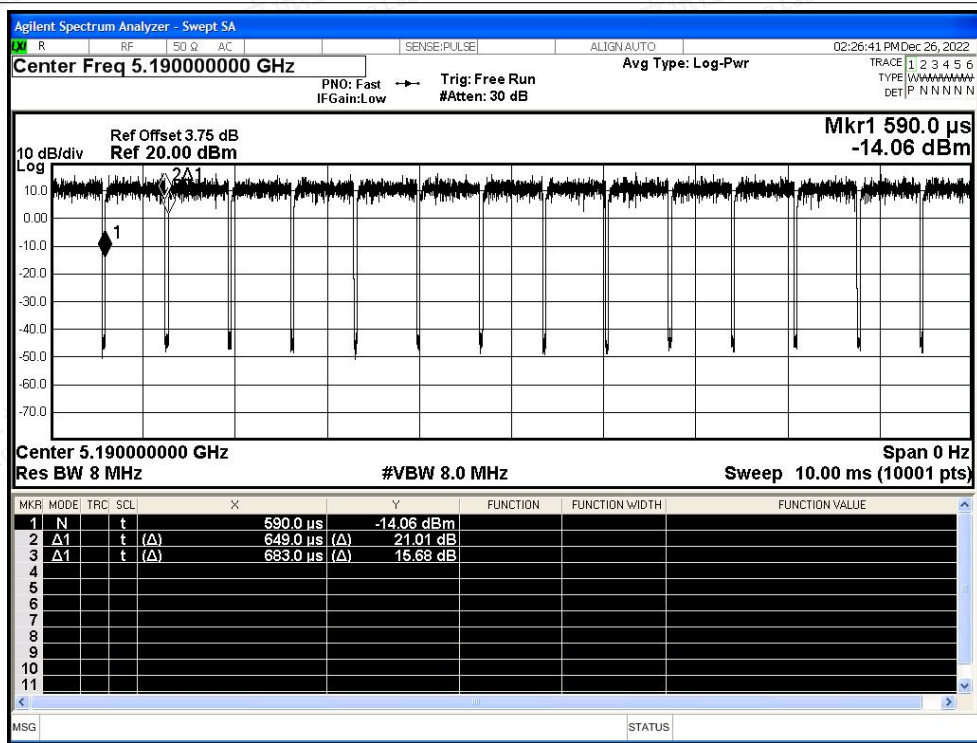 Agilent Spectrum Analyzer - Swept SA
LXI R RF 50 Ω AC SENSE:PULSE ALIGN AUTO 02:26:41 PM Dec 26, 2022
Center Freq 5.190000000 GHz Avg Type: Log-Pwr TRACE 1 2 3 4 5 6
PNO: Fast Trig: Free Run TYPE W
IFGain:Low #Atten: 30 dB DET P N N N N N
Ref Offset 3.75 dB Mkr1 590.0 µs
10 dB/div Ref 20.00 dBm -14.06 dBm
Log
2Δ1
10.0
0.00
1
-10.0
-20.0
-30.0
-40.0
-50.0
-60.0
-70.0
Center 5.190000000 GHz Span 0 Hz
Res BW 8 MHz #VBW 8.0 MHz Sweep 10.00 ms (10001 pts)
MKR MODE TRC SCL X Y FUNCTION FUNCTION WIDTH FUNCTION VALUE
1 N t 590.0 µs -14.06 dBm
2 Δ1 t (Δ) 649.0 µs (Δ) 21.01 dB
3 Δ1 t (Δ) 683.0 µs (Δ) 15.68 dB
4
5
6
7
8
9
10
11
MSG STATUS